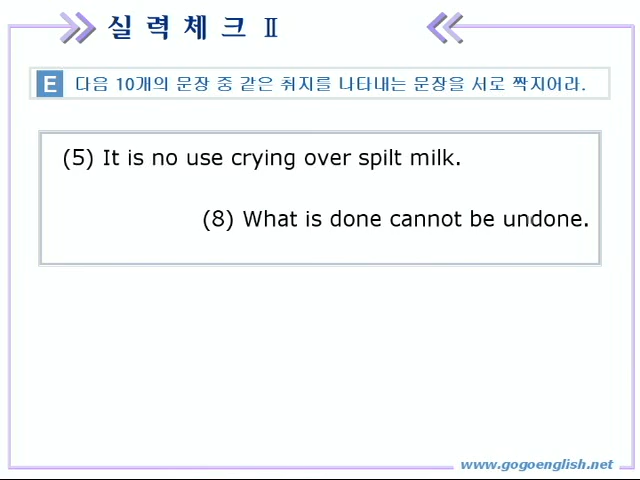 실력체크 Ⅱ
E 다음 10개의 문장 중 같은 취지를 나타내는 문장을 서로 짝지어라.
(5) It is no use crying over spilt milk.
(8) What is done cannot be undone.
www.gogoenglish.net